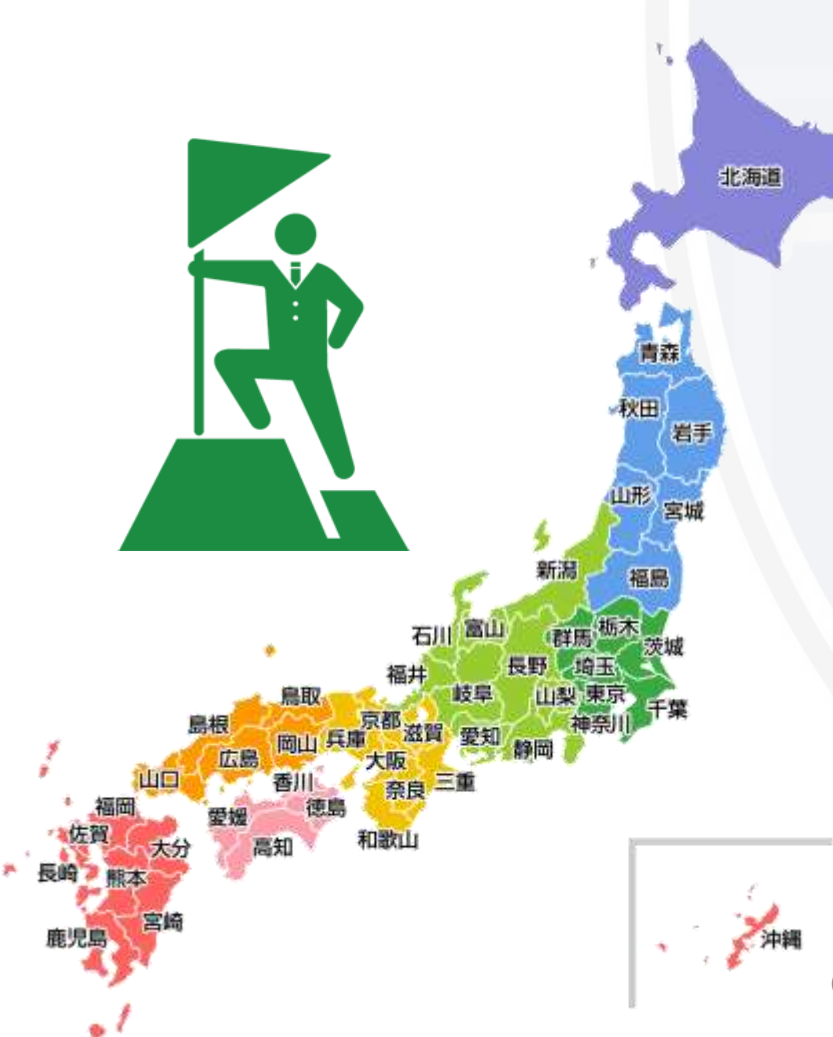 北海道
青森
秋田
岩手
山形
宮城
新潟
福島
石川
富山
群馬
栃木
茨城
福井
長野
埼玉
岐阜
山梨
東京
千葉
鳥取
京都
滋賀
愛知
静岡
神奈川
島根
岡山
兵庫
広島
大阪
山口
香川
奈良
三重
福岡
愛媛
徳島
和歌山
佐賀
大分
高知
長崎
熊本
宮崎
鹿児島
沖縄